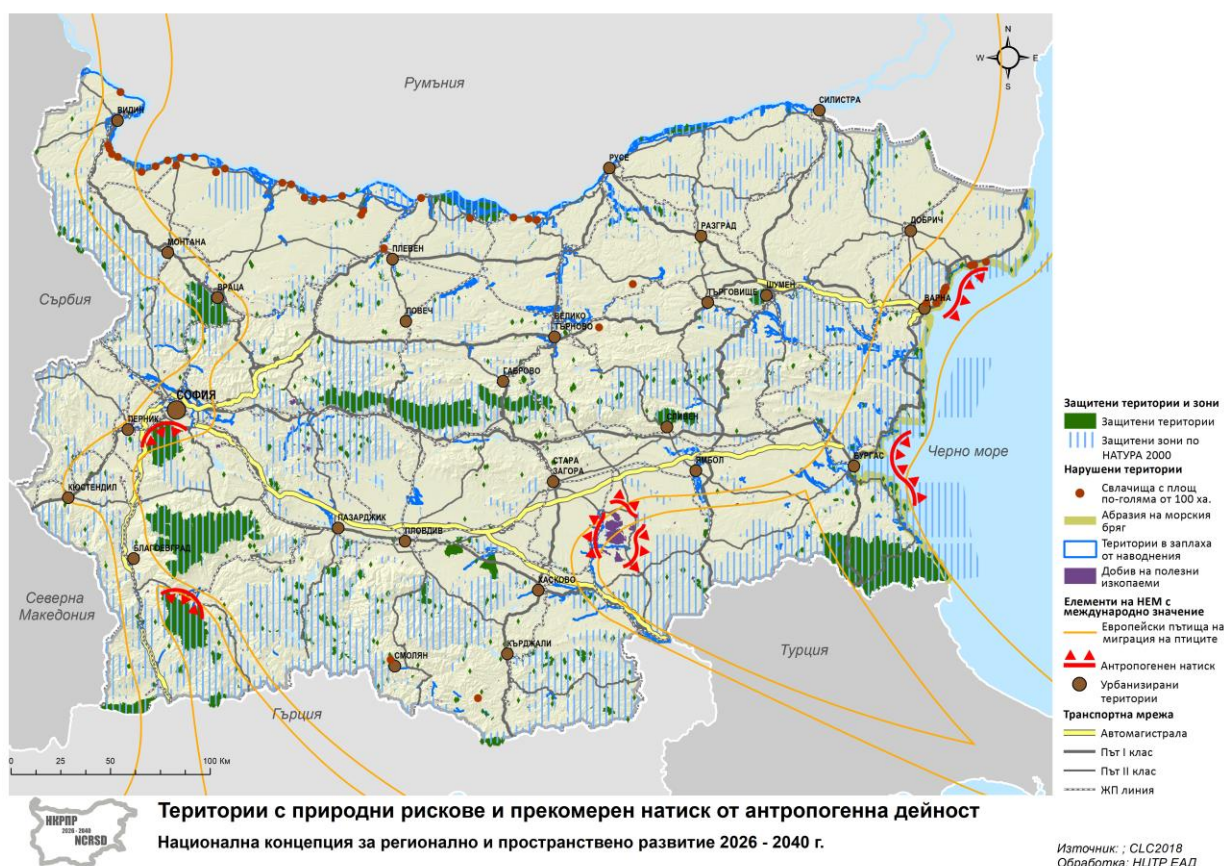 Румъния
N
W
E
S
СИЛИСТРА
ВИДИН
РУСЕ
ДОБРИЧ
РАЗГРАД
МОНТАНА
ПЛЕВЕН
ВРАЦА
ТЪРГОВИЩЕ
ШУМЕН
ВАРНА
Сърбия
ЛОВЕЧ
ВЕЛИКО
ТЪРНОВО
ГАБРОВО
СОФИЯ
СЛИВЕН
ПЕРНИК
Черно море
СТАРА
ЗАГОРА
ЯМБОЛ
БУРГАС
КЮСТЕНДИЛ
ПАЗАРДЖИК
ПЛОВДИВ
БЛАГОЕВГРАД
ХАСКОВО
Северна
Македония
КЪРДЖАЛИ
СМОЛЯН
Турция
Гърция
0 25 50 100 Км
Защитени територии и зони
Защитени територии
Защитени зони по
НАТУРА 2000
Нарушени територии
Свлачища с площ
по-голяма от 100 ха.
Абразия на морския
бряг
Територии в заплаха
от наводнения
Добив на полезни
изкопаеми
Елементи на НЕМ с
международно значение
Европейски пътища на
миграция на птиците
Антропогенен натиск
Урбанизирани
територии
Транспортна мрежа
Автомагистрала
Път I клас
Път II клас
ЖП линия
НКРПР
2026 - 2040
NCRSD
Територии с природни рискове и прекомерен натиск от антропогенна дейност
Национална концепция за регионално и пространствено развитие 2026 - 2040 г.
Източник: ; CLC2018
Обработка: НЦТР ЕАД